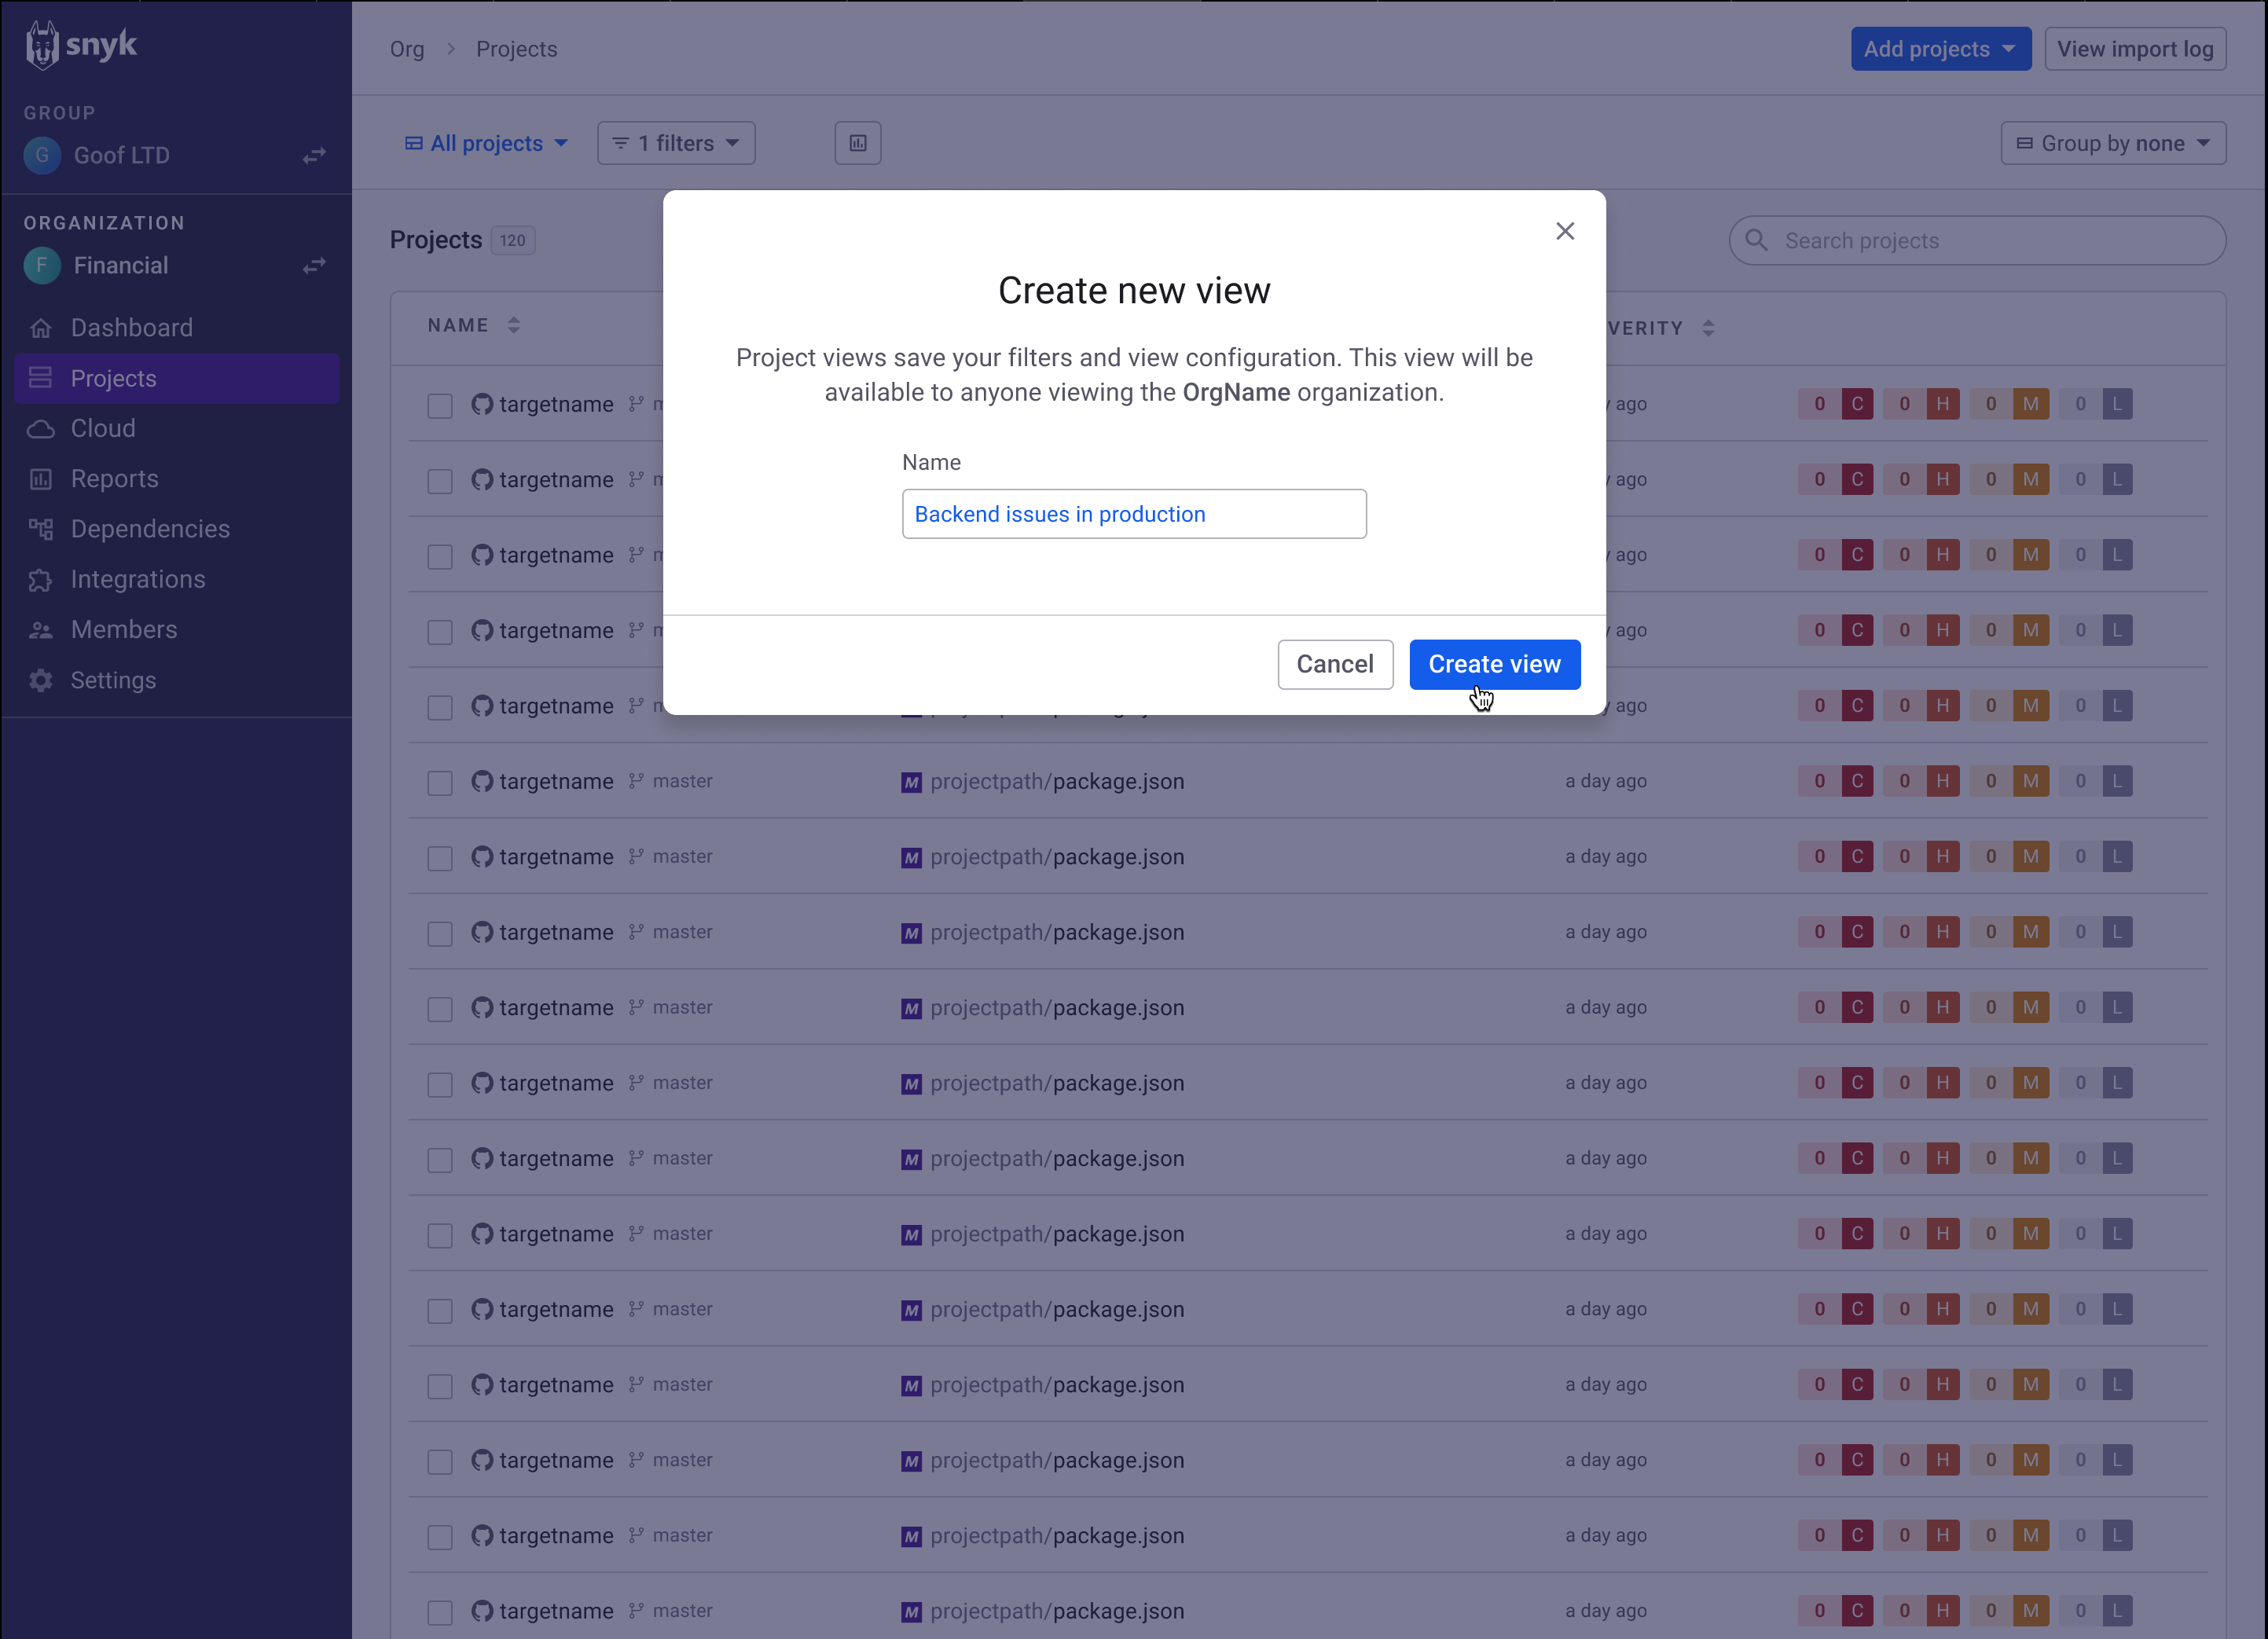 snyk
GROUP
G Goof LTD
ORGANIZATION
F Financial
Dashboard
Projects
Cloud
Reports
Dependencies
Integrations
Members
Settings
Org > Projects
Add projects
View import log
All projects
1 filters
Group by none
Projects 120
Search projects
NAME
VERITY
Create new view
Project views save your filters and view configuration. This view will be
available to anyone viewing the OrgName organization.
Name
Backend issues in production
Cancel
Create view
targetname ago 0 C 0 H 0 M 0 L
targetname ago 0 C 0 H 0 M 0 L
targetname ago 0 C 0 H 0 M 0 L
targetname ago 0 C 0 H 0 M 0 L
targetname ago 0 C 0 H 0 M 0 L
targetname master M projectpath/package.json a day ago 0 C 0 H 0 M 0 L
targetname master M projectpath/package.json a day ago 0 C 0 H 0 M 0 L
targetname master M projectpath/package.json a day ago 0 C 0 H 0 M 0 L
targetname master M projectpath/package.json a day ago 0 C 0 H 0 M 0 L
targetname master M projectpath/package.json a day ago 0 C 0 H 0 M 0 L
targetname master M projectpath/package.json a day ago 0 C 0 H 0 M 0 L
targetname master M projectpath/package.json a day ago 0 C 0 H 0 M 0 L
targetname master M projectpath/package.json a day ago 0 C 0 H 0 M 0 L
targetname master M projectpath/package.json a day ago 0 C 0 H 0 M 0 L
targetname master M projectpath/package.json a day ago 0 C 0 H 0 M 0 L
targetname master M projectpath/package.json a day ago 0 C 0 H 0 M 0 L
targetname master M projectpath/package.json a day ago 0 C 0 H 0 M 0 L